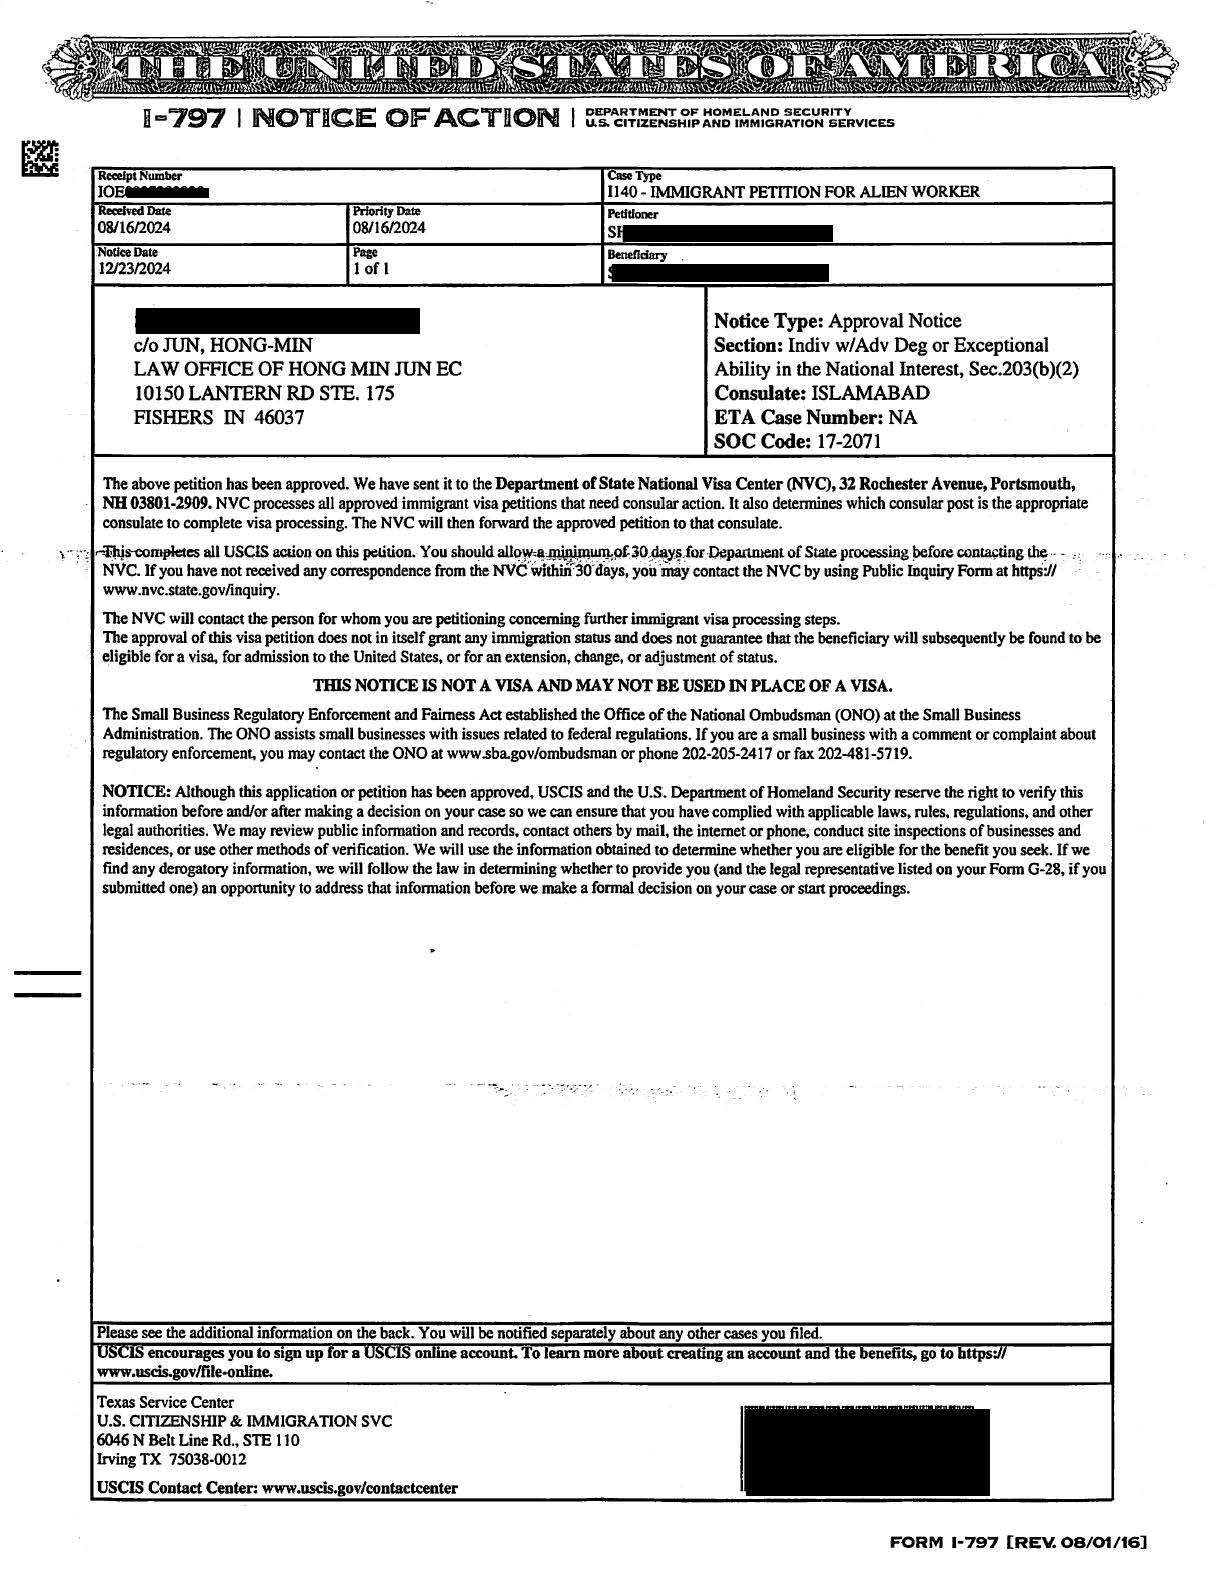 THE UNITED STATES OF AMERICA
I-797 | NOTICE OF ACTION | DEPARTMENT OF HOMELAND SECURITY
U.S. CITIZENSHIP AND IMMIGRATION SERVICES
Receipt Number
IOE
Case Type
I140 - IMMIGRANT PETITION FOR ALIEN WORKER
Received Date
08/16/2024
Priority Date
08/16/2024
Petitioner
Notice Date
12/23/2024
Page
1 of 1
Beneficiary
c/o JUN, HONG-MIN
LAW OFFICE OF HONG MIN JUN EC
10150 LANTERN RD STE. 175
FISHERS IN 46037
Notice Type: Approval Notice
Section: Indiv w/Adv Deg or Exceptional
Ability in the National Interest, Sec.203(b)(2)
Consulate: ISLAMABAD
ETA Case Number: NA
SOC Code: 17-2071
The above petition has been approved. We have sent it to the Department of State National Visa Center (NVC), 32 Rochester Avenue, Portsmouth,
NH 03801-2909. NVC processes all approved immigrant visa petitions that need consular action. It also determines which consular post is the appropriate
consulate to complete visa processing. The NVC will then forward the approved petition to that consulate.
This completes all USCIS action on this petition. You should allow a minimum of 30 days for Department of State processing before contacting the
NVC. If you have not received any correspondence from the NVC within 30 days, you may contact the NVC by using Public Inquiry Form at https://
www.nvc.state.gov/inquiry.
The NVC will contact the person for whom you are petitioning concerning further immigrant visa processing steps.
The approval of this visa petition does not in itself grant any immigration status and does not guarantee that the beneficiary will subsequently be found to be
eligible for a visa, for admission to the United States, or for an extension, change, or adjustment of status.
THIS NOTICE IS NOT A VISA AND MAY NOT BE USED IN PLACE OF A VISA.
The Small Business Regulatory Enforcement and Fairness Act established the Office of the National Ombudsman (ONO) at the Small Business
Administration. The ONO assists small businesses with issues related to federal regulations. If you are a small business with a comment or complaint about
regulatory enforcement, you may contact the ONO at www.sba.gov/ombudsman or phone 202-205-2417 or fax 202-481-5719.
NOTICE: Although this application or petition has been approved, USCIS and the U.S. Department of Homeland Security reserve the right to verify this
information before and/or after making a decision on your case so we can ensure that you have complied with applicable laws, rules, regulations, and other
legal authorities. We may review public information and records, contact others by mail, the internet or phone, conduct site inspections of businesses and
residences, or use other methods of verification. We will use the information obtained to determine whether you are eligible for the benefit you seek. If we
find any derogatory information, we will follow the law in determining whether to provide you (and the legal representative listed on your Form G-28, if you
submitted one) an opportunity to address that information before we make a formal decision on your case or start proceedings.
Please see the additional information on the back. You will be notified separately about any other cases you filed.
USCIS encourages you to sign up for a USCIS online account. To learn more about creating an account and the benefits, go to https://
www.uscis.gov/file-online.
Texas Service Center
U.S. CITIZENSHIP & IMMIGRATION SVC
6046 N Belt Line Rd., STE 110
Irving TX 75038-0012
USCIS Contact Center: www.uscis.gov/contactcenter
FORM I-797 [REV. 08/01/16]